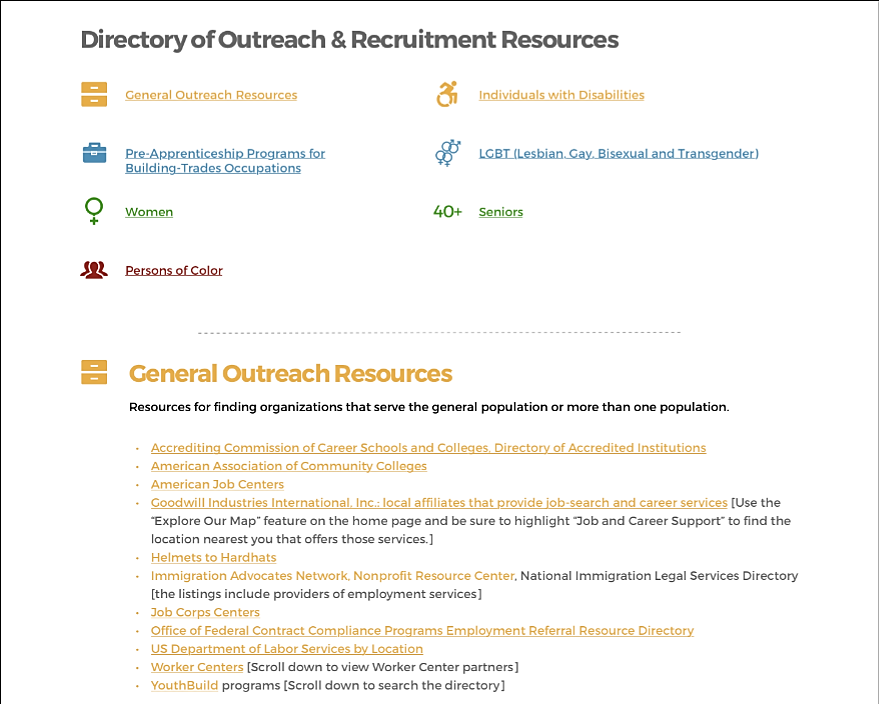 Directory of Outreach & Recruitment Resources
General Outreach Resources
Individuals with Disabilities
Pre-Apprenticeship Programs for
Building-Trades Occupations
LGBT (Lesbian, Gay, Bisexual and Transgender)
Women
40+ Seniors
Persons of Color
General Outreach Resources
Resources for finding organizations that serve the general population or more than one population.
• Accrediting Commission of Career Schools and Colleges, Directory of Accredited Institutions
• American Association of Community Colleges
• American Job Centers
• Goodwill Industries International, Inc.: local affiliates that provide job-search and career services [Use the
“Explore Our Map” feature on the home page and be sure to highlight “Job and Career Support” to find the
location nearest you that offers those services.]
• Helmets to Hardhats
• Immigration Advocates Network, Nonprofit Resource Center, National Immigration Legal Services Directory
[the listings include providers of employment services]
• Job Corps Centers
• Office of Federal Contract Compliance Programs Employment Referral Resource Directory
• US Department of Labor Services by Location
• Worker Centers [Scroll down to view Worker Center partners]
• YouthBuild programs [Scroll down to search the directory]